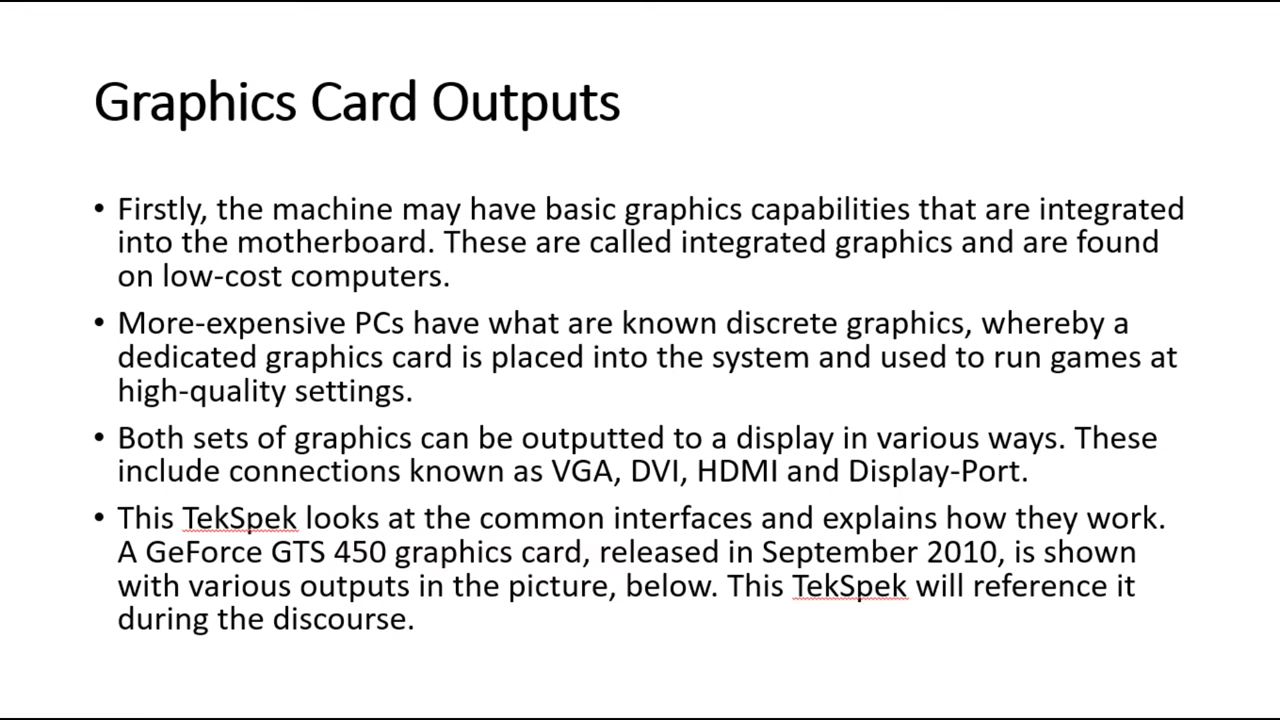 Graphics Card Outputs
• Firstly, the machine may have basic graphics capabilities that are integrated
into the motherboard. These are called integrated graphics and are found
on low-cost computers.
• More-expensive PCs have what are known discrete graphics, whereby a
dedicated graphics card is placed into the system and used to run games at
high-quality settings.
• Both sets of graphics can be outputted to a display in various ways. These
include connections known as VGA, DVI, HDMI and Display-Port.
• This TekSpek looks at the common interfaces and explains how they work.
A GeForce GTS 450 graphics card, released in September 2010, is shown
with various outputs in the picture, below. This TekSpek will reference it
during the discourse.